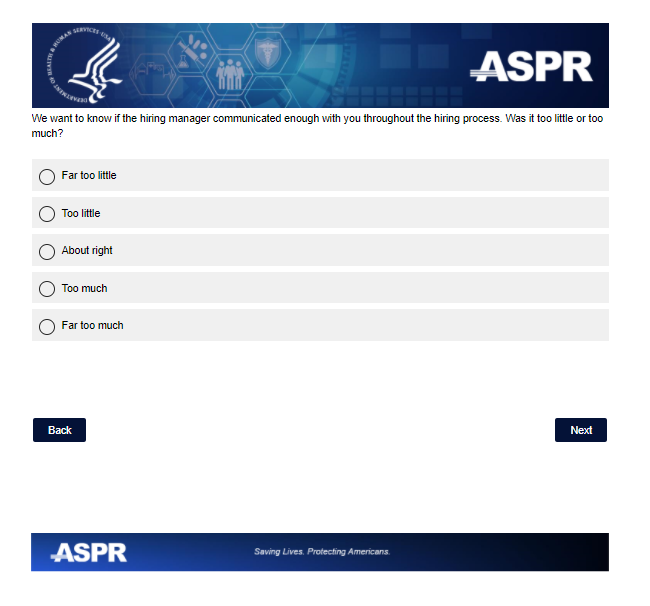 DEPARTMENT OF HEALTH & HUMAN SERVICES · USA
ASPR
We want to know if the hiring manager communicated enough with you throughout the hiring process. Was it too little or too
much?
Far too little
Too little
About right
Too much
Far too much
Back
Next
ASPR
Saving Lives. Protecting Americans.